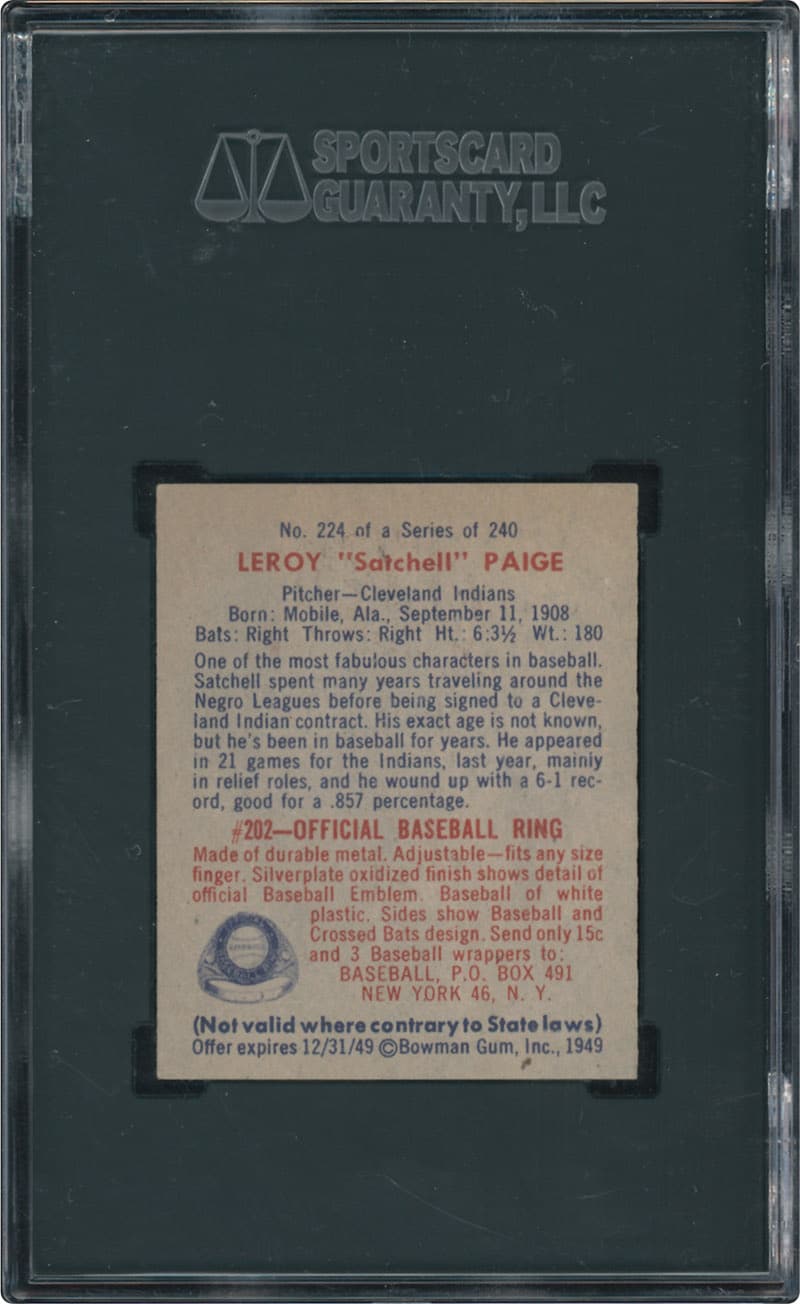 SPORTSCARD
GUARANTY, LLC
No. 224 of a Series of 240
LEROY "Satchell" PAIGE
Pitcher—Cleveland Indians
Born: Mobile, Ala., September 11, 1908
Bats: Right Throws: Right Ht.: 6:3½ Wt.: 180
One of the most fabulous characters in baseball.
Satchell spent many years traveling around the
Negro Leagues before being signed to a Cleve-
land Indian contract. His exact age is not known,
but he's been in baseball for years. He appeared
in 21 games for the Indians, last year, mainly
in relief roles, and he wound up with a 6-1 rec-
ord, good for a .857 percentage.
#202—OFFICIAL BASEBALL RING
Made of durable metal. Adjustable—fits any size
finger. Silverplate oxidized finish shows detail of
official Baseball Emblem. Baseball of white
plastic. Sides show Baseball and
Crossed Bats design. Send only 15c
and 3 Baseball wrappers to:
BASEBALL, P.O. BOX 491
NEW YORK 46, N. Y.
(Not valid where contrary to State laws)
Offer expires 12/31/49 ©Bowman Gum, Inc., 1949